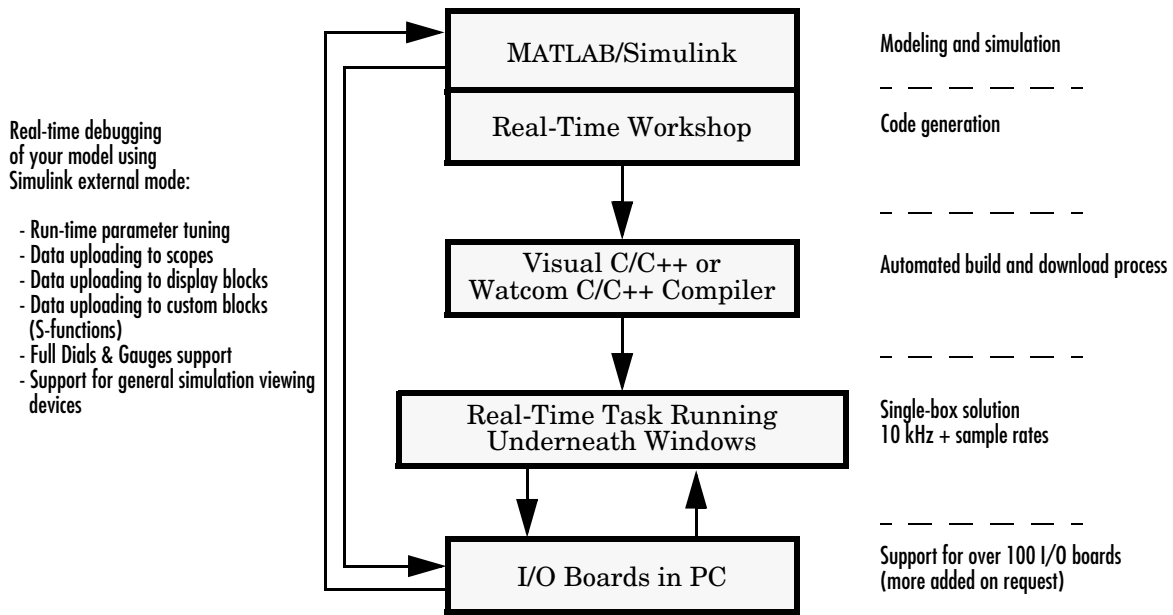 MATLAB/Simulink
Modeling and simulation
Real-Time Workshop
Code generation
Real-time debugging
of your model using
Simulink external mode:
- Run-time parameter tuning
- Data uploading to scopes
- Data uploading to display blocks
- Data uploading to custom blocks
(S-functions)
- Full Dials & Gauges support
- Support for general simulation viewing
devices
Visual C/C++ or
Watcom C/C++ Compiler
Automated build and download process
Real-Time Task Running
Underneath Windows
Single-box solution
10 kHz + sample rates
I/O Boards in PC
Support for over 100 I/O boards
(more added on request)